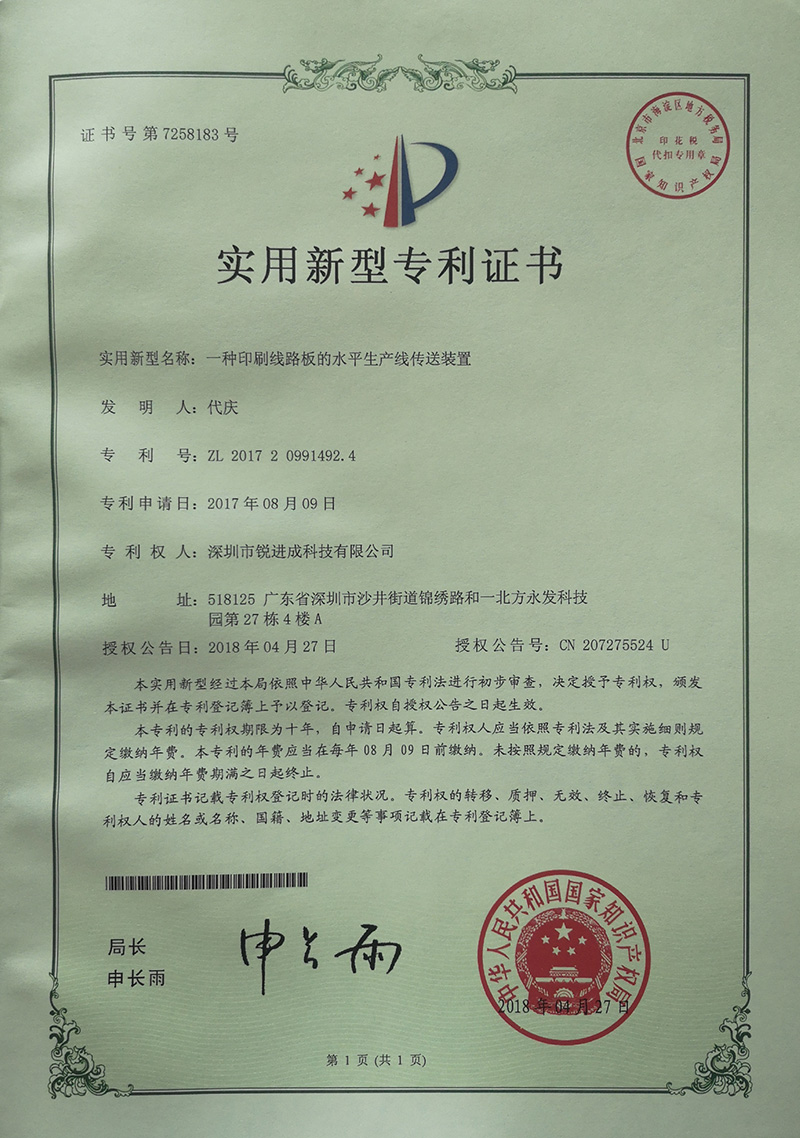 证书号第7258183号
北京市海淀区地方税务局
印花税
代扣专用章
国家知识产权局
实用新型专利证书
实用新型名称：一种印刷线路板的水平生产线传送装置
发明人：代庆
专利号：ZL 2017 2 0991492.4
专利申请日：2017年08月09日
专利权人：深圳市锐进成科技有限公司
地址：518125 广东省深圳市沙井街道锦绣路和一北方永发科技
园第27栋4楼A
授权公告日：2018年04月27日 授权公告号：CN 207275524 U
本实用新型经过本局依照中华人民共和国专利法进行初步审查，决定授予专利权，颁发
本证书并在专利登记簿上予以登记。专利权自授权公告之日起生效。
本专利的专利权期限为十年，自申请日起算。专利权人应当依照专利法及其实施细则规
定缴纳年费。本专利的年费应当在每年08月09日前缴纳。未按照规定缴纳年费的，专利权
自应当缴纳年费期满之日起终止。
专利证书记载专利权登记时的法律状况。专利权的转移、质押、无效、终止、恢复和专
利权人的姓名或名称、国籍、地址变更等事项记载在专利登记簿上。
局长
申长雨
申长雨
中华人民共和国国家知识产权局
2018年04月27日
第1页(共1页)